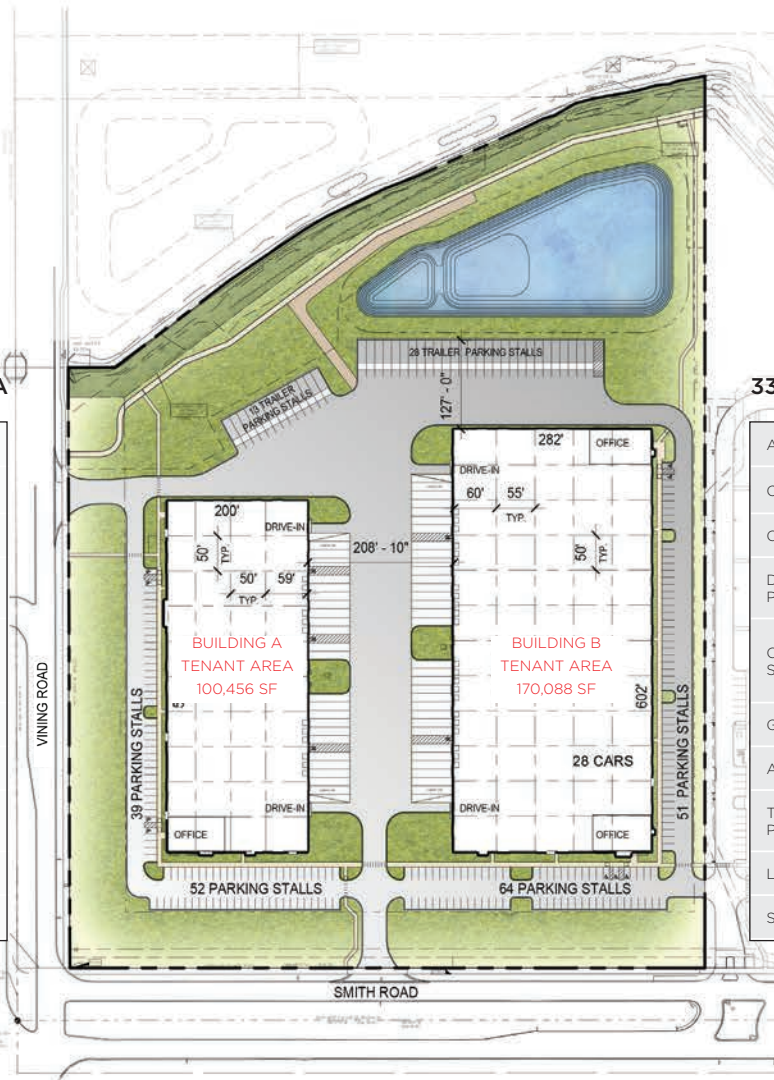 28 TRAILER PARKING STALLS
13 TRAILER
PARKING STALLS
127' - 0"
A
33
282'
OFFICE
DRIVE-IN
60'
55'
TYP.
50'
TYP.
200'
DRIVE-IN
208' - 10"
50'
TYP.
50'
59'
TYP.
BUILDING A
TENANT AREA
100,456 SF
BUILDING B
TENANT AREA
170,088 SF
602'
VINING ROAD
39 PARKING STALLS
51 PARKING STALLS
28 CARS
DRIVE-IN
DRIVE-IN
OFFICE
OFFICE
52 PARKING STALLS
64 PARKING STALLS
SMITH ROAD
A
C
C
D
P
C
S
G
A
T
P
L
S